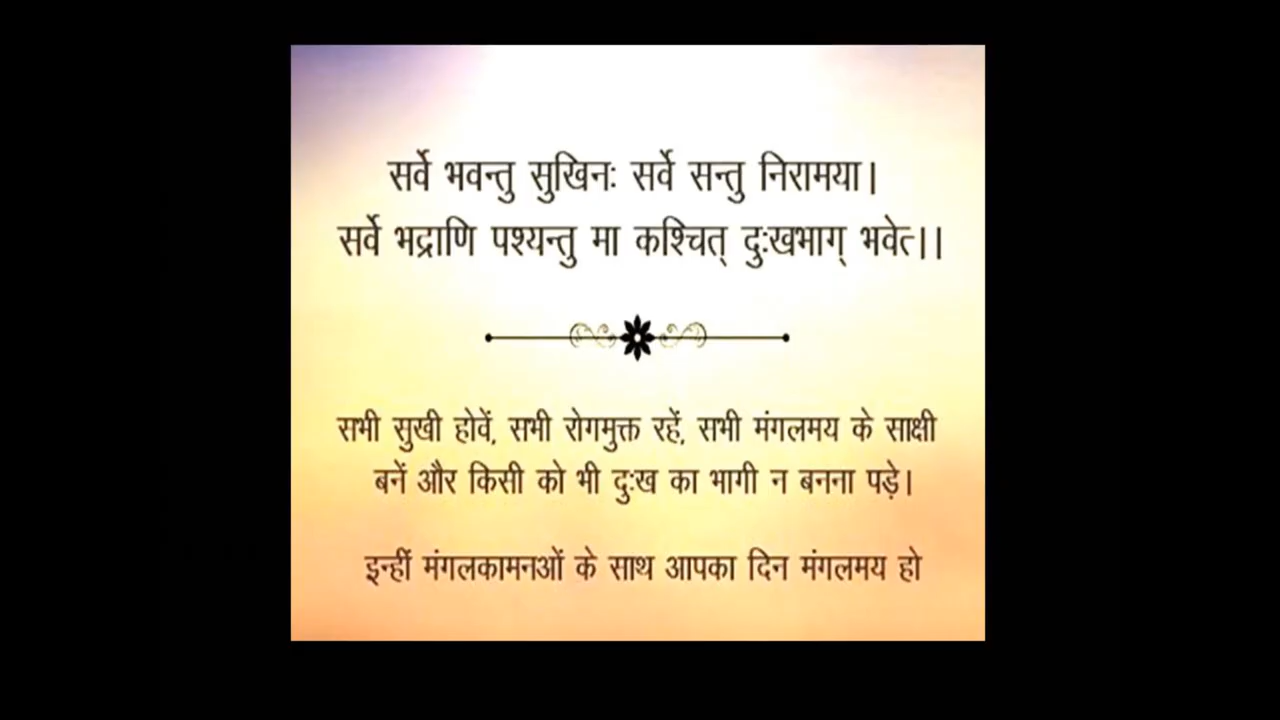 सर्वे भवन्तु सुखिनः सर्वे सन्तु निरामया।
सर्वे भद्राणि पश्यन्तु मा कश्चित् दुःखभाग् भवेत।।
सभी सुखी होवें, सभी रोगमुक्त रहें, सभी मंगलमय के साक्षी
बनें और किसी को भी दुःख का भागी न बनना पड़े।
इन्हीं मंगलकामनओं के साथ आपका दिन मंगलमय हो